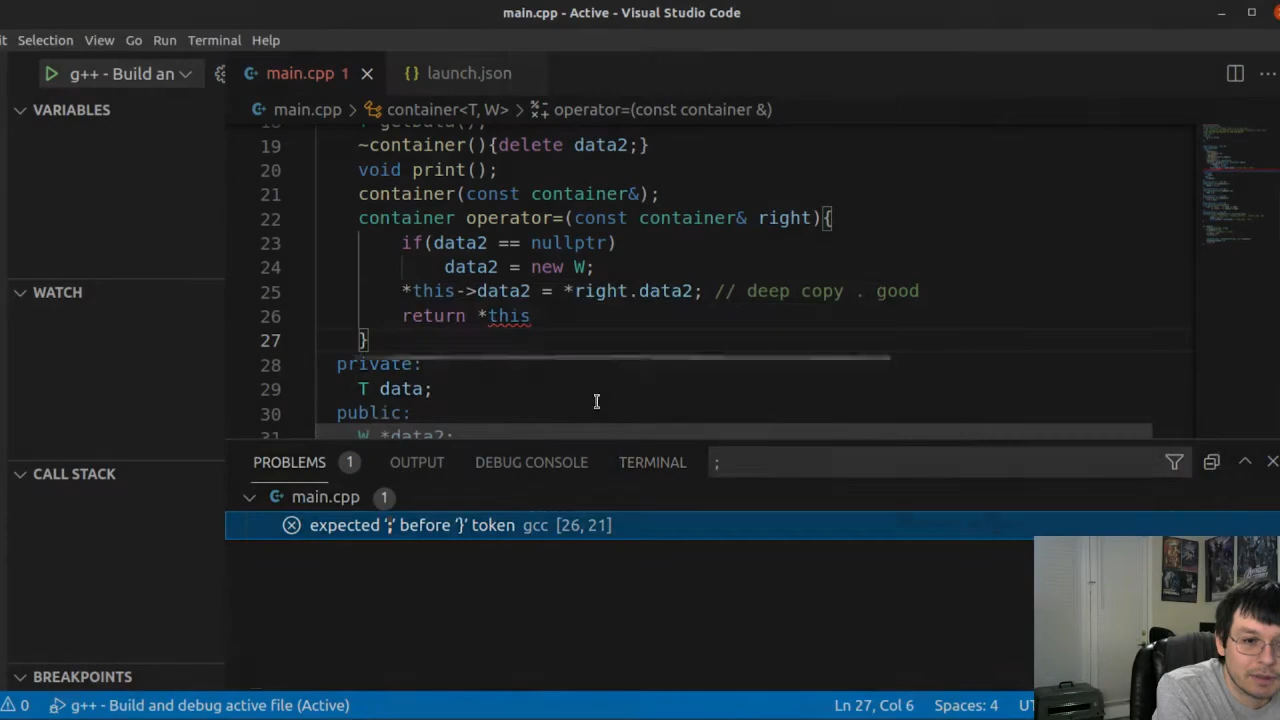 main.cpp - Active - Visual Studio Code
it Selection View Go Run Terminal Help
g++ - Build an
main.cpp 1
launch.json
VARIABLES
main.cpp > container<T, W> > operator=(const container &)
getData();
19 ~container(){delete data2;}
20 void print();
21 container(const container&);
22 container operator=(const container& right){
23 if(data2 == nullptr)
24 data2 = new W;
25 *this->data2 = *right.data2; // deep copy . good
26 return *this
27 }
28 private:
29 T data;
30 public:
31 W *data2;
WATCH
CALL STACK
PROBLEMS 1 OUTPUT DEBUG CONSOLE TERMINAL ;
main.cpp 1
expected ‘;’ before ‘}’ token gcc [26, 21]
BREAKPOINTS
0 g++ - Build and debug active file (Active) Ln 27, Col 6 Spaces: 4